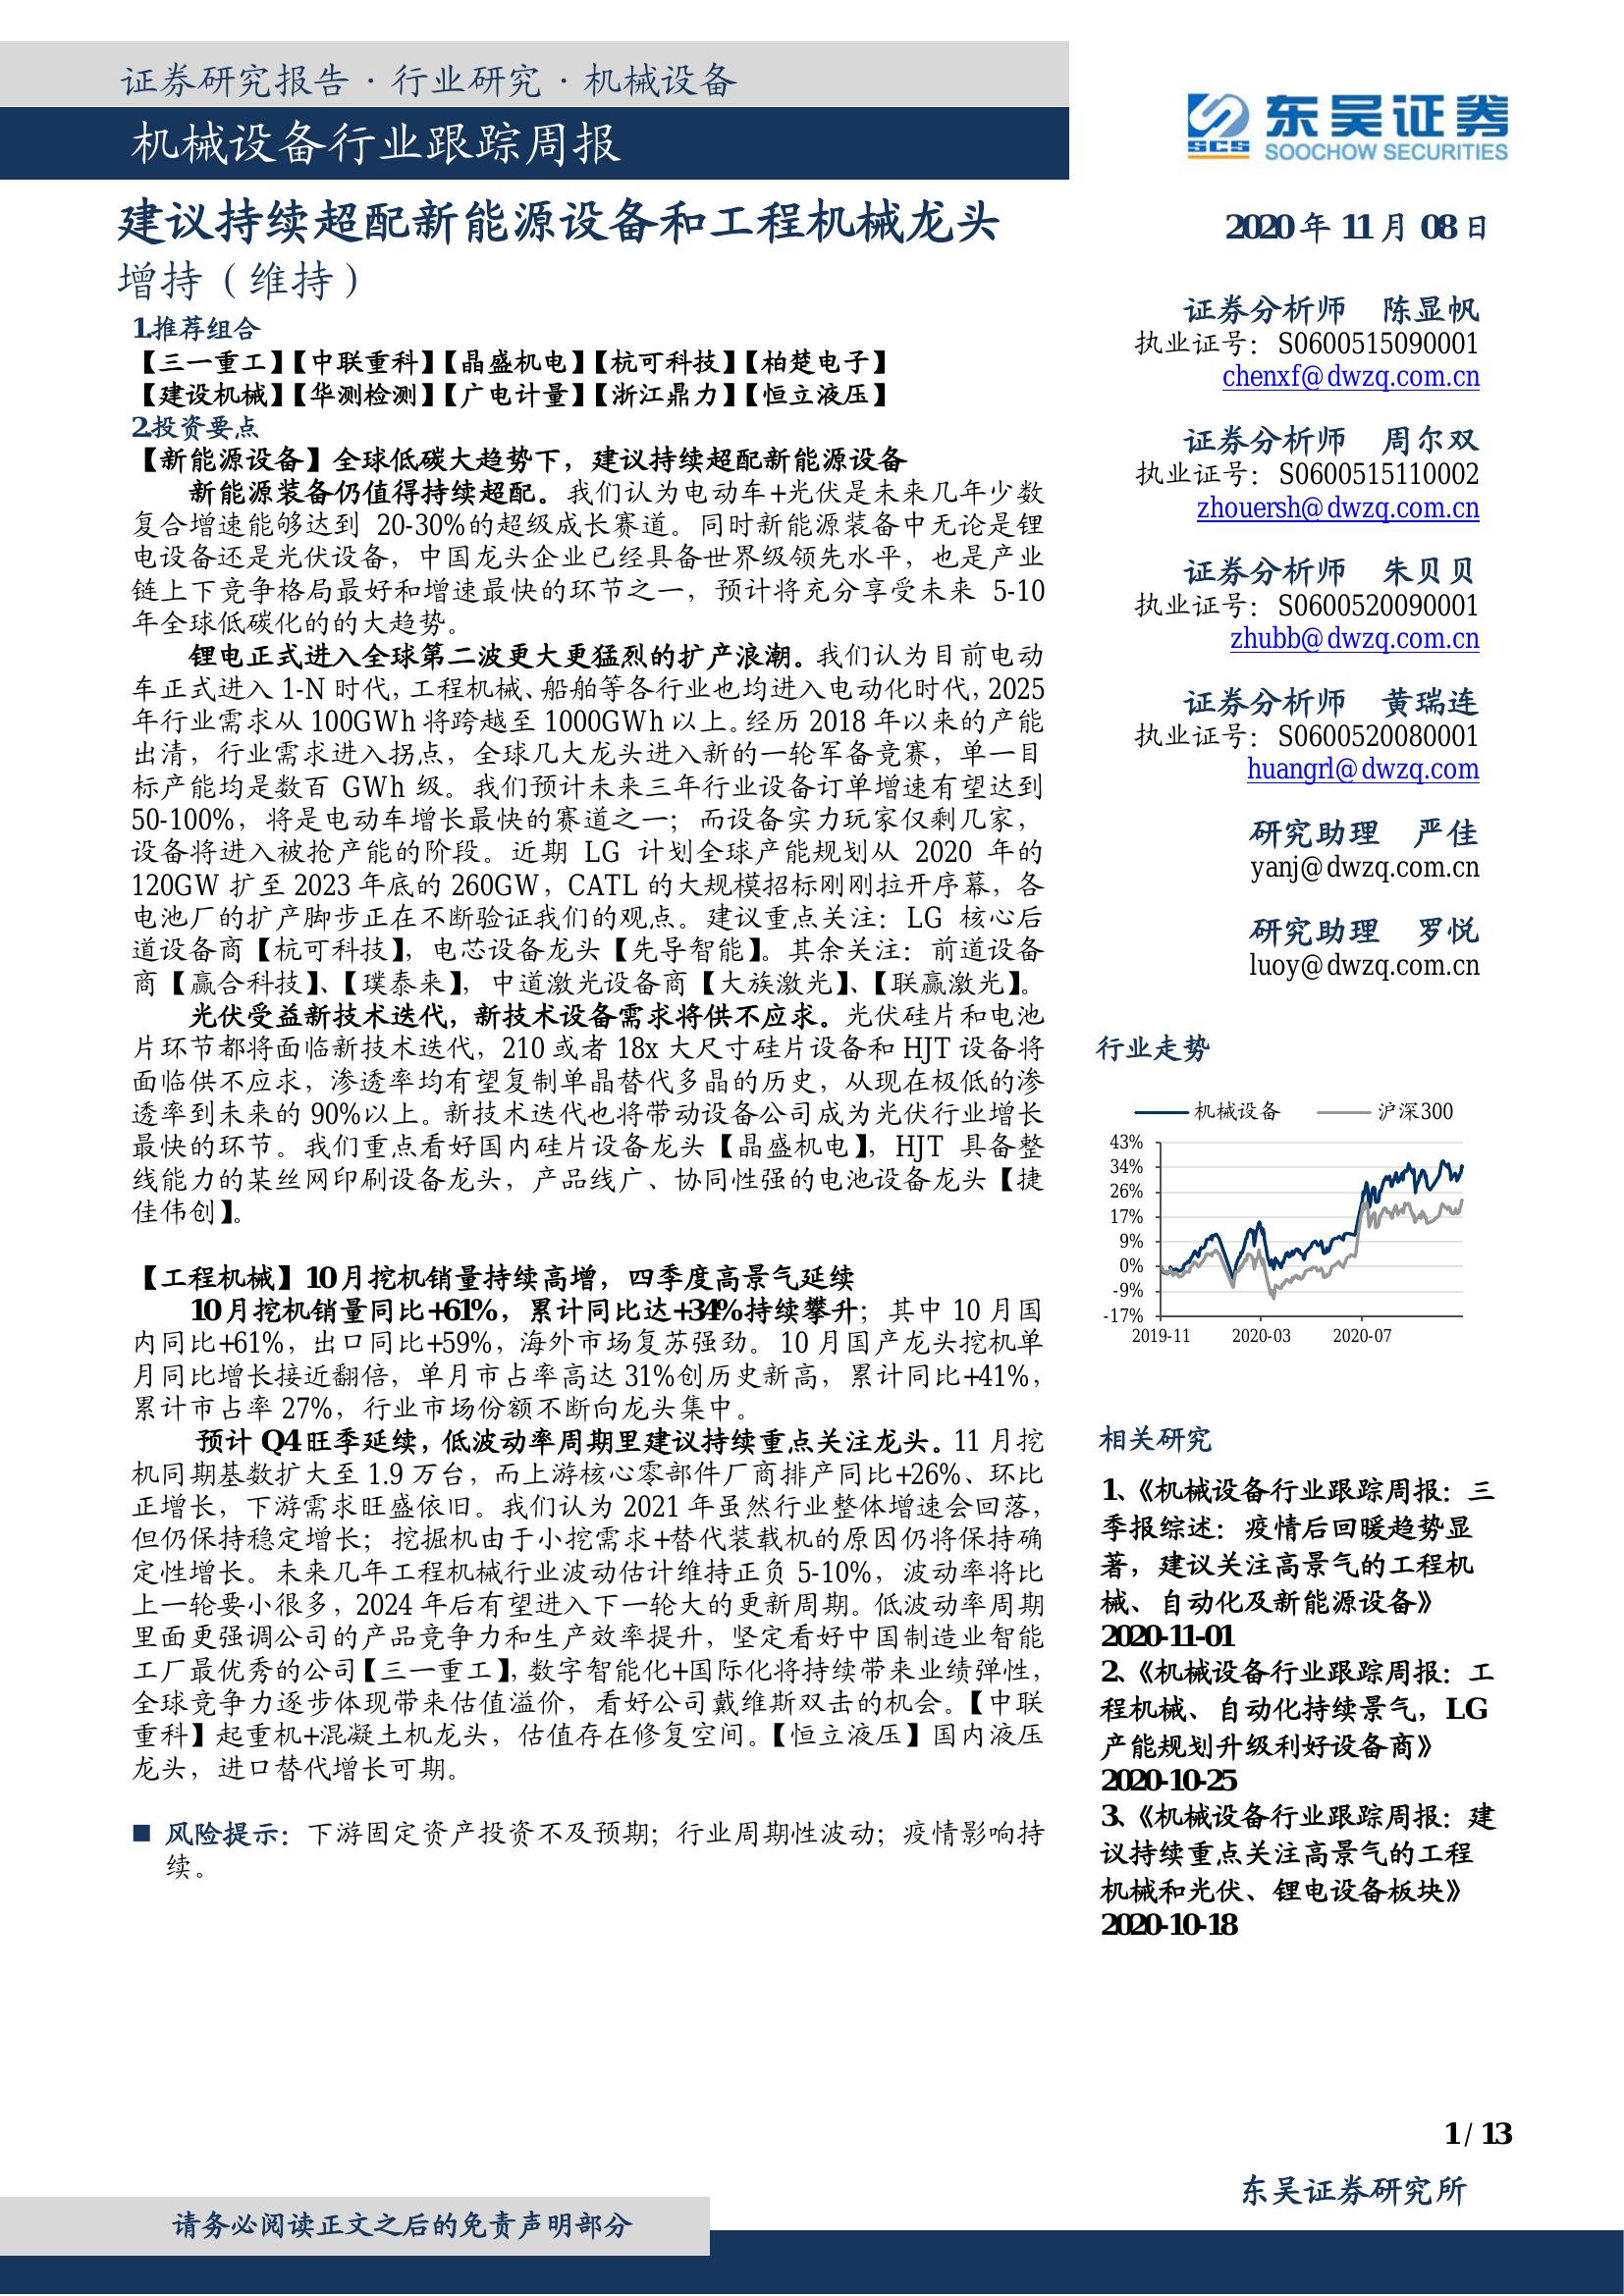 证券研究报告·行业研究·机械设备
机械设备行业跟踪周报
东吴证券
SCS
SOOCHOW SECURITIES
建议持续超配新能源设备和工程机械龙头
增持（维持）
1.推荐组合
【三一重工】【中联重科】【晶盛机电】【杭可科技】【柏楚电子】
【建设机械】【华测检测】【广电计量】【浙江鼎力】【恒立液压】
2.投资要点
【新能源设备】全球低碳大趋势下，建议持续超配新能源设备
新能源装备仍值得持续超配。我们认为电动车+光伏是未来几年少数
复合增速能够达到 20-30%的超级成长赛道。同时新能源装备中无论是锂
电设备还是光伏设备，中国龙头企业已经具备世界级领先水平，也是产业
链上下竞争格局最好和增速最快的环节之一，预计将充分享受未来 5-10
年全球低碳化的的大趋势。
锂电正式进入全球第二波更大更猛烈的扩产浪潮。我们认为目前电动
车正式进入 1-N 时代，工程机械、船舶等各行业也均进入电动化时代，2025
年行业需求从 100GWh 将跨越至 1000GWh 以上。经历 2018 年以来的产能
出清，行业需求进入拐点，全球几大龙头进入新的一轮军备竞赛，单一目
标产能均是数百 GWh 级。我们预计未来三年行业设备订单增速有望达到
50-100%，将是电动车增长最快的赛道之一；而设备实力玩家仅剩几家，
设备将进入被抢产能的阶段。近期 LG 计划全球产能规划从 2020 年的
120GW 扩至 2023 年底的 260GW，CATL 的大规模招标刚刚拉开序幕，各
电池厂的扩产脚步正在不断验证我们的观点。建议重点关注：LG 核心后
道设备商【杭可科技】，电芯设备龙头【先导智能】。其余关注：前道设备
商【赢合科技】、【璞泰来】，中道激光设备商【大族激光】、【联赢激光】。
光伏受益新技术迭代，新技术设备需求将供不应求。光伏硅片和电池
片环节都将面临新技术迭代，210 或者 18x 大尺寸硅片设备和 HJT 设备将
面临供不应求，渗透率均有望复制单晶替代多晶的历史，从现在极低的渗
透率到未来的 90%以上。新技术迭代也将带动设备公司成为光伏行业增长
最快的环节。我们重点看好国内硅片设备龙头【晶盛机电】，HJT 具备整
线能力的某丝网印刷设备龙头，产品线广、协同性强的电池设备龙头【捷
佳伟创】。
【工程机械】10 月挖机销量持续高增，四季度高景气延续
10 月挖机销量同比+61%，累计同比达+34%持续攀升；其中 10 月国
内同比+61%，出口同比+59%，海外市场复苏强劲。10 月国产龙头挖机单
月同比增长接近翻倍，单月市占率高达 31%创历史新高，累计同比+41%，
累计市占率 27%，行业市场份额不断向龙头集中。
预计 Q4 旺季延续，低波动率周期里建议持续重点关注龙头。11 月挖
机同期基数扩大至 1.9 万台，而上游核心零部件厂商排产同比+26%、环比
正增长，下游需求旺盛依旧。我们认为 2021 年虽然行业整体增速会回落，
但仍保持稳定增长；挖掘机由于小挖需求+替代装载机的原因仍将保持确
定性增长。未来几年工程机械行业波动估计维持正负 5-10%，波动率将比
上一轮要小很多，2024 年后有望进入下一轮大的更新周期。低波动率周期
里面更强调公司的产品竞争力和生产效率提升，坚定看好中国制造业智能
工厂最优秀的公司【三一重工】，数字智能化+国际化将持续带来业绩弹性，
全球竞争力逐步体现带来估值溢价，看好公司戴维斯双击的机会。【中联
重科】起重机+混凝土机龙头，估值存在修复空间。【恒立液压】国内液压
龙头，进口替代增长可期。
■ 风险提示：下游固定资产投资不及预期；行业周期性波动；疫情影响持
续。
2020 年 11 月 08 日
证券分析师 陈显帆
执业证号：S0600515090001
chenxf@dwzq.com.cn
证券分析师 周尔双
执业证号：S0600515110002
zhouersh@dwzq.com.cn
证券分析师 朱贝贝
执业证号：S0600520090001
zhubb@dwzq.com.cn
证券分析师 黄瑞连
执业证号：S0600520080001
huangrl@dwzq.com
研究助理 严佳
yanj@dwzq.com.cn
研究助理 罗悦
luoy@dwzq.com.cn
行业走势
机械设备 沪深300
43%
34%
26%
17%
9%
0%
-9%
-17%
2019-11 2020-03 2020-07
相关研究
1、《机械设备行业跟踪周报：三
季报综述：疫情后回暖趋势显
著，建议关注高景气的工程机
械、自动化及新能源设备》
2020-11-01
2、《机械设备行业跟踪周报：工
程机械、自动化持续景气，LG
产能规划升级利好设备商》
2020-10-25
3、《机械设备行业跟踪周报：建
议持续重点关注高景气的工程
机械和光伏、锂电设备板块》
2020-10-18
1 / 13
东吴证券研究所
请务必阅读正文之后的免责声明部分